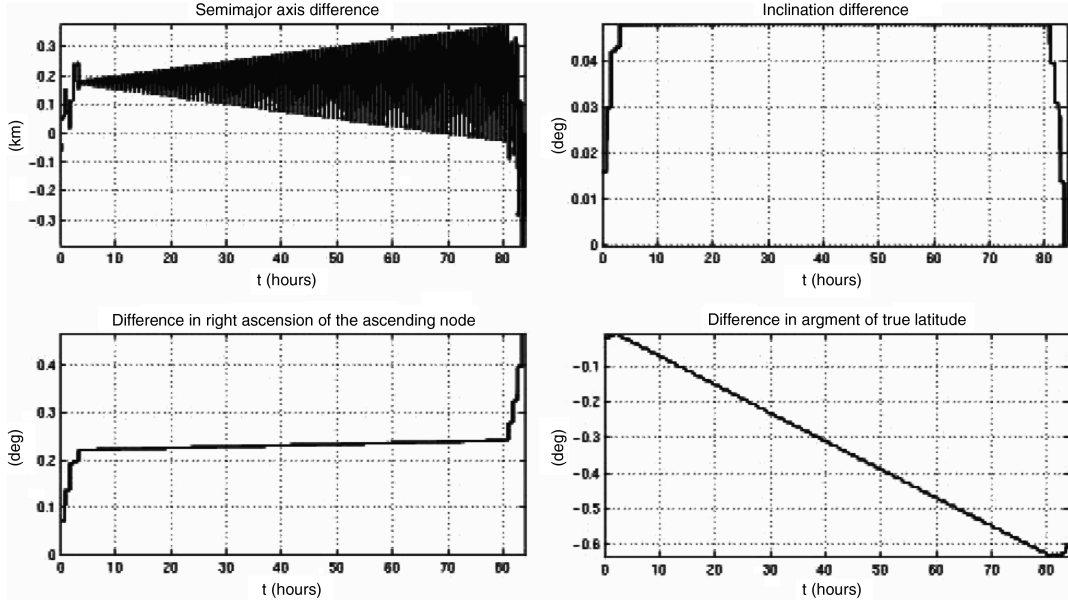 Semimajor axis difference
0.3
0.2
0.1
0
−0.1
−0.2
−0.3
(km)
0 10 20 30 40 50 60 70 80
t (hours)
Inclination difference
0.04
0.03
0.02
0.01
0
(deg)
0 10 20 30 40 50 60 70 80
t (hours)
Difference in right ascension of the ascending node
0.4
0.3
0.2
0.1
0
(deg)
0 10 20 30 40 50 60 70 80
t (hours)
Difference in argment of true latitude
−0.1
−0.2
−0.3
−0.4
−0.5
−0.6
(deg)
0 10 20 30 40 50 60 70 80
t (hours)